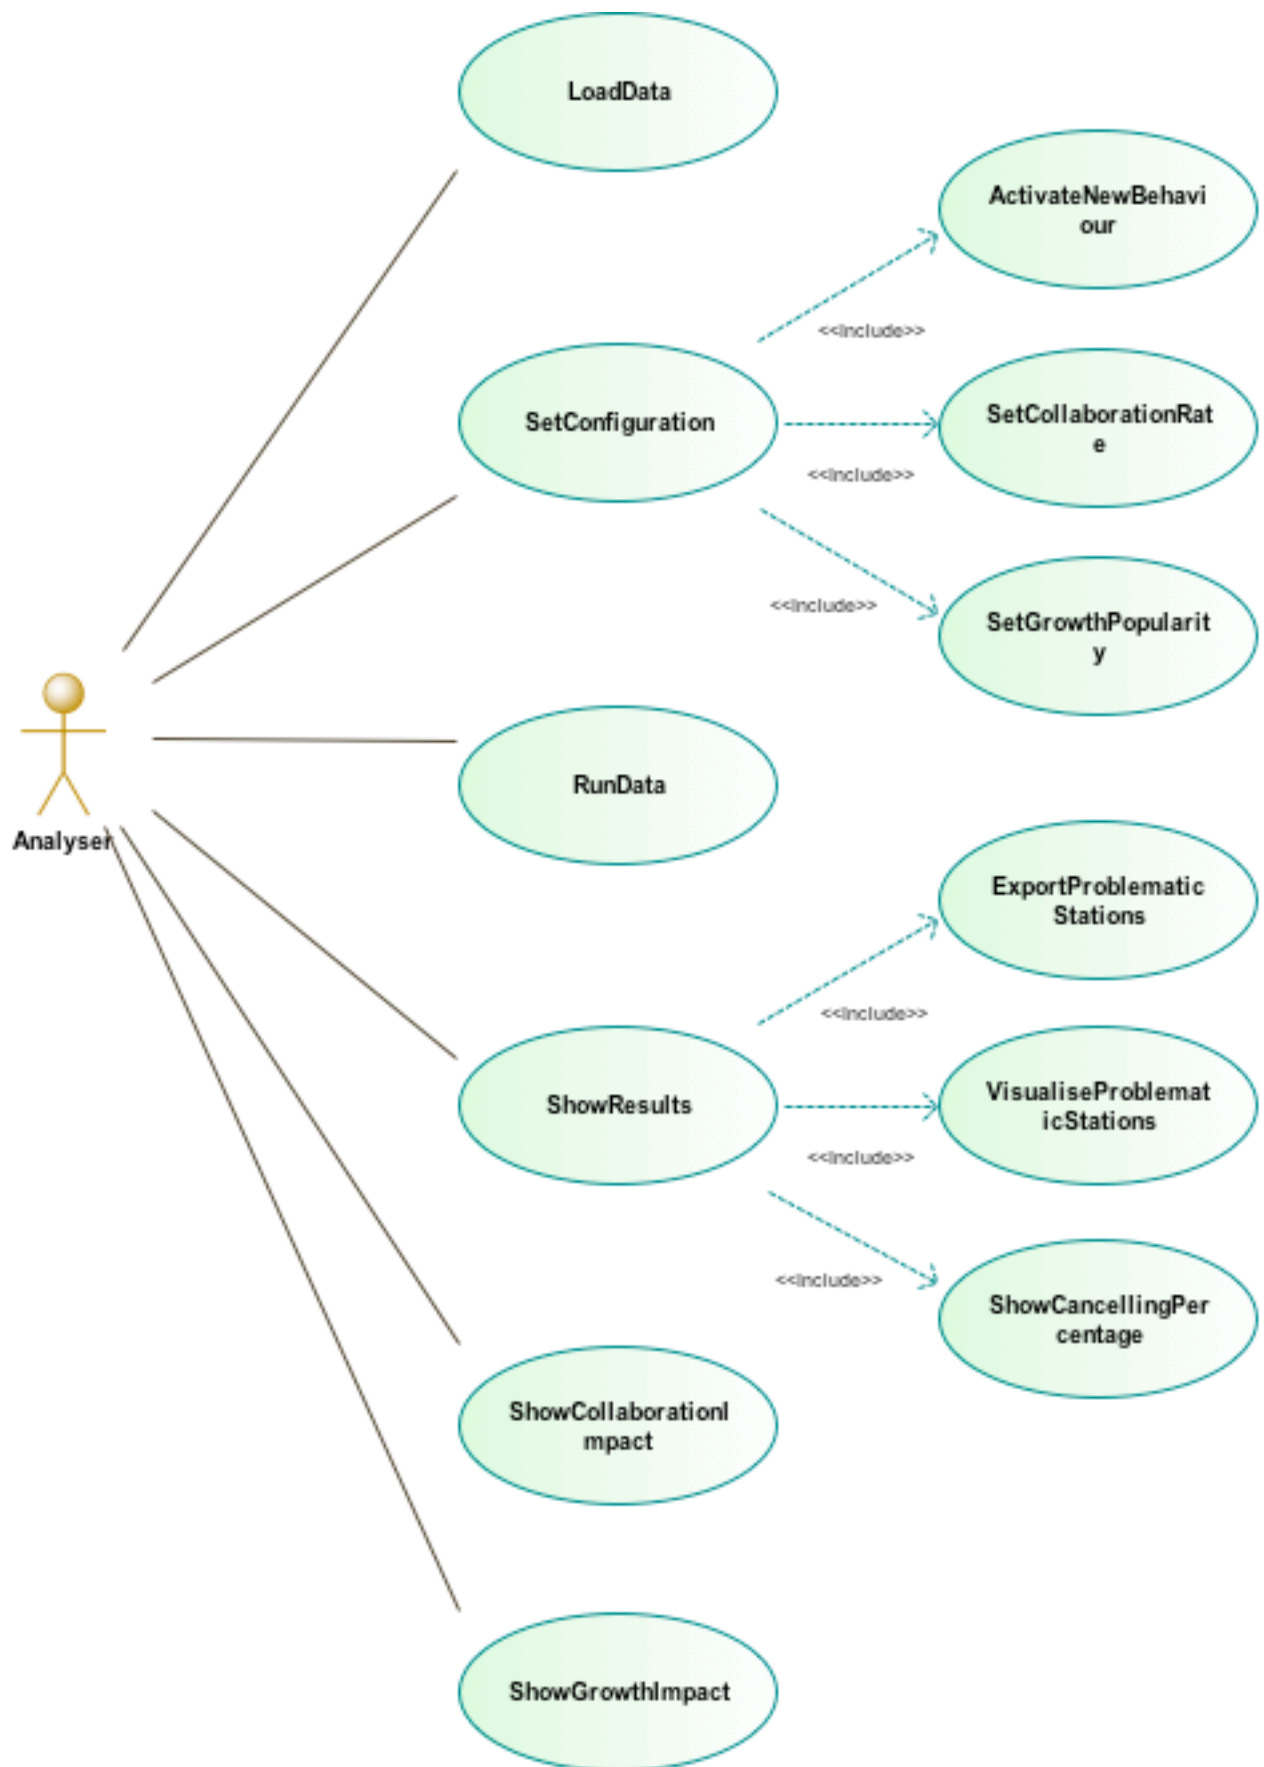 LoadData
ActivateNewBehavi
our
<<Include>>
SetConfiguration
SetCollaborationRat
e
<<Include>>
<<Include>>
SetGrowthPopularit
y
RunData
Analyser
ExportProblematic
Stations
<<Include>>
ShowResults
VisualiseProblemat
icStations
<<Include>>
<<Include>>
ShowCancellingPer
centage
ShowCollaborationI
mpact
ShowGrowthImpact